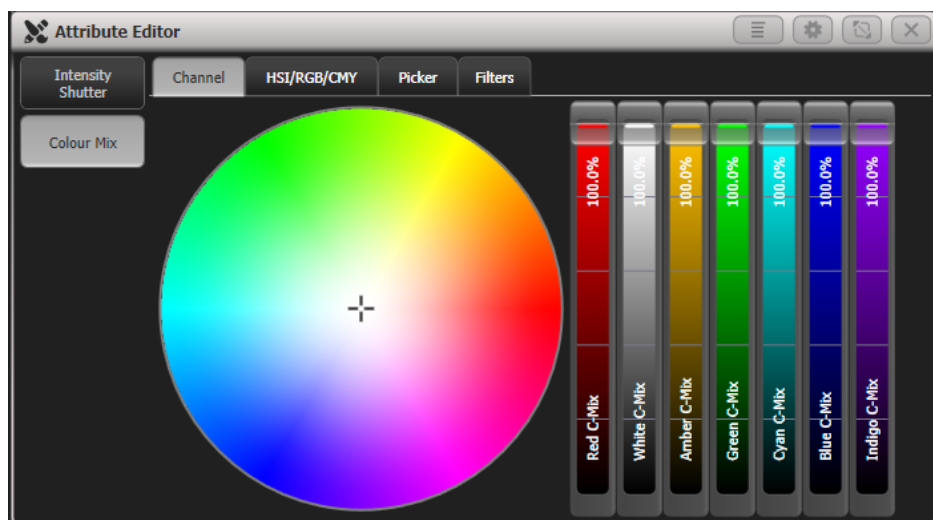 Attribute Editor
Intensity
Shutter
Channel
HSI/RGB/CMY
Picker
Filters
Colour Mix
100.0%
100.0%
100.0%
100.0%
100.0%
100.0%
100.0%
Red C-Mix
White C-Mix
Amber C-Mix
Green C-Mix
Cyan C-Mix
Blue C-Mix
Indigo C-Mix